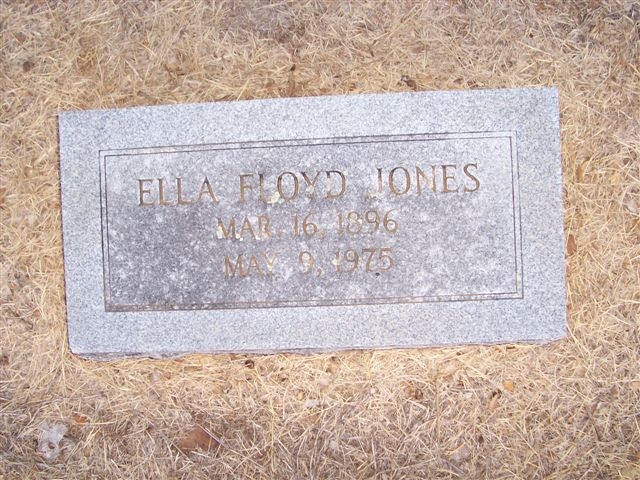 ELLA FLOYD JONES
MAR. 16, 1896
MAY 9, 1975